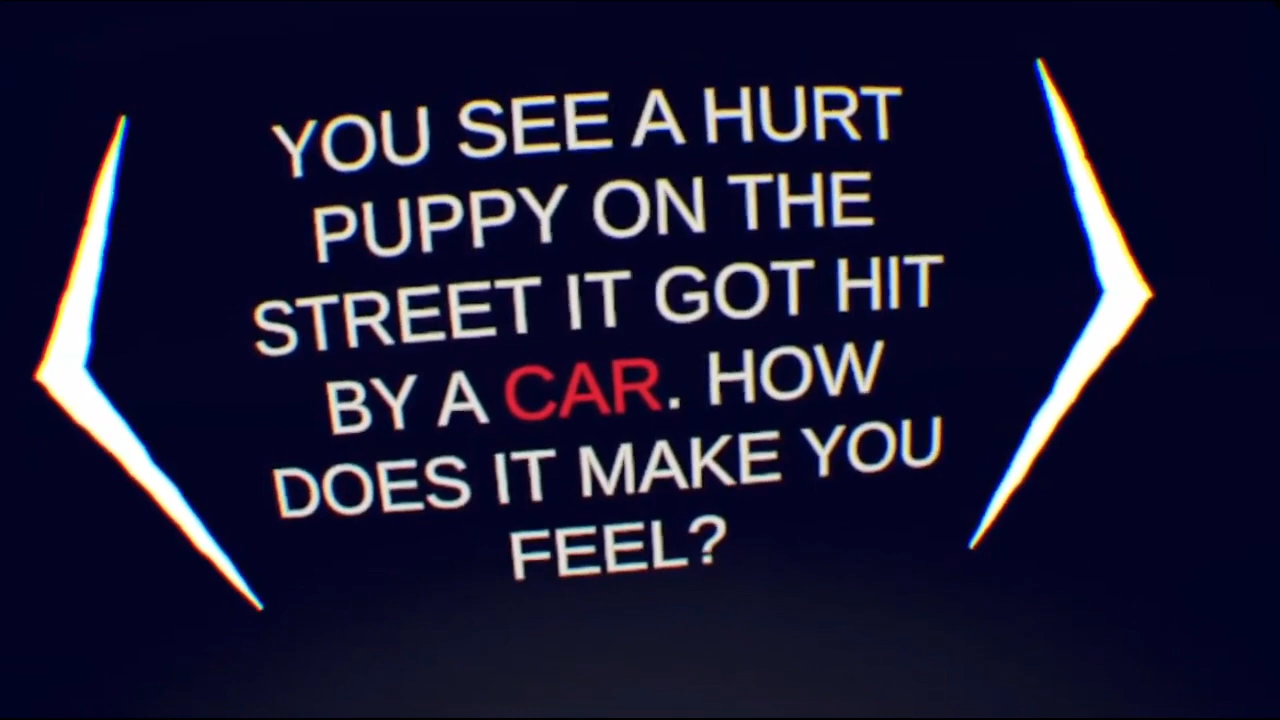 YOU SEE A HURT
PUPPY ON THE
STREET IT GOT HIT
BY A CAR. HOW
DOES IT MAKE YOU
FEEL?